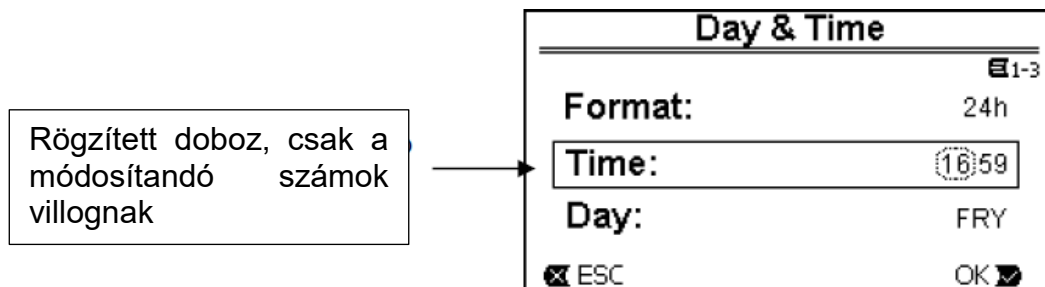 Day & Time
1-3
Format: 24h
Rögzített doboz, csak a
módosítandó számok
villognak
Time: 16:59
Day: FRY
ESC OK